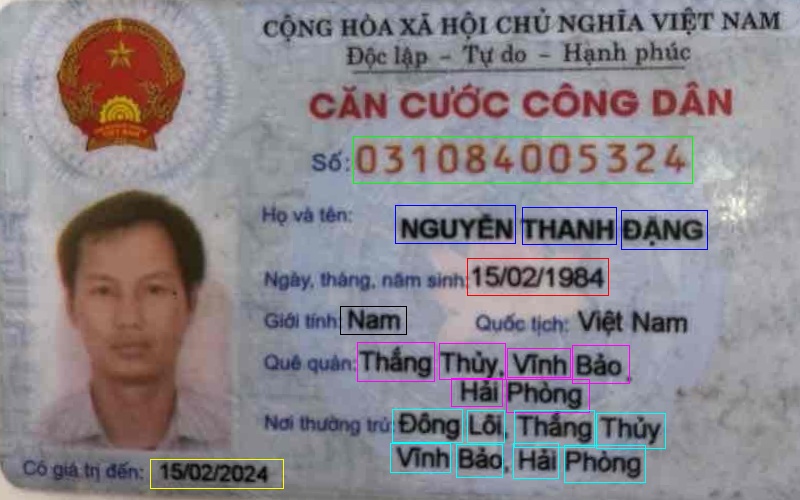 CỘNG HÒA XÃ HỘI CHỦ NGHĨA VIỆT NAM
Độc lập - Tự do - Hạnh phúc
CĂN CƯỚC CÔNG DÂN
Số: 031084005324
Họ và tên: NGUYỄN THANH ĐẶNG
Ngày, tháng, năm sinh: 15/02/1984
Giới tính: Nam Quốc tịch: Việt Nam
Quê quán: Thắng Thủy, Vĩnh Bảo,
Hải Phòng
Nơi thường trú: Đông Lôi, Thắng Thủy
Vĩnh Bảo, Hải Phòng
Có giá trị đến: 15/02/2024